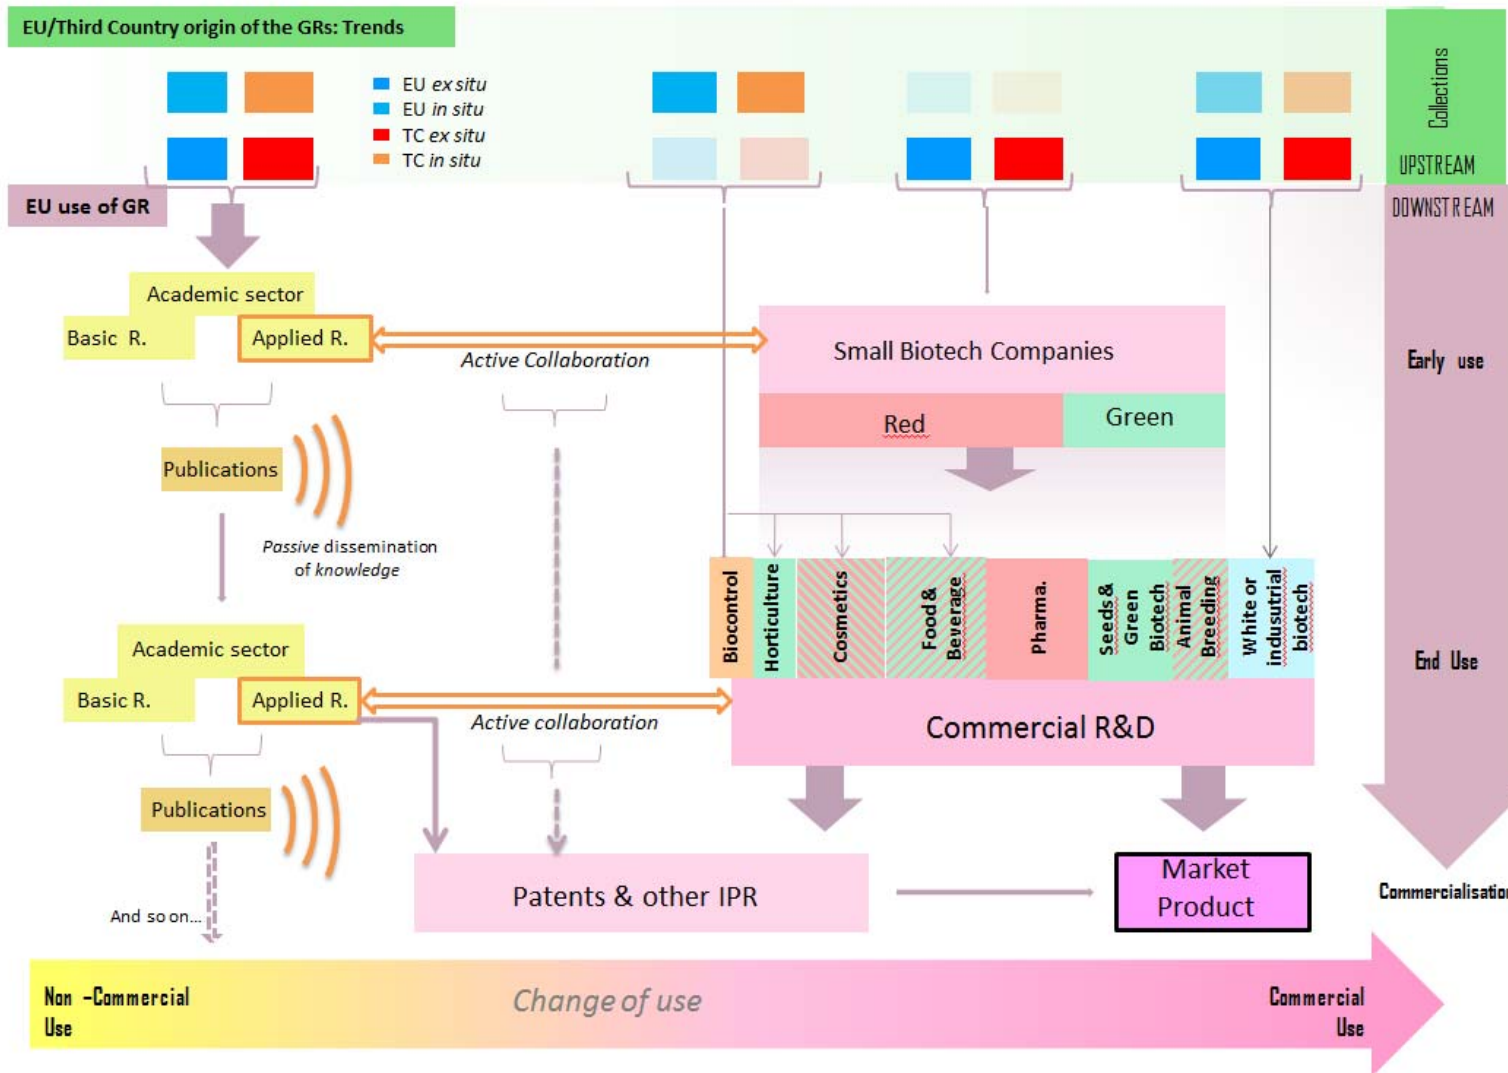 EU/Third Country origin of the GRs: Trends
EU ex situ
EU in situ
TC ex situ
TC in situ
Collections
UPSTREAM
EU use of GR
DOWNSTREAM
Academic sector
Basic R.
Applied R.
Active Collaboration
Small Biotech Companies
Red
Green
Early use
Publications
Passive dissemination
of knowledge
Biocontrol
Horticulture
Cosmetics
Food &
Beverage
Pharma.
Seeds &
Green
Biotech
Animal
Breeding
White or
indusutrial
biotech
End Use
Academic sector
Basic R.
Applied R.
Active collaboration
Commercial R&D
Publications
And so on...
Patents & other IPR
Market
Product
Commercialisation
Non -Commercial
Use
Change of use
Commercial
Use